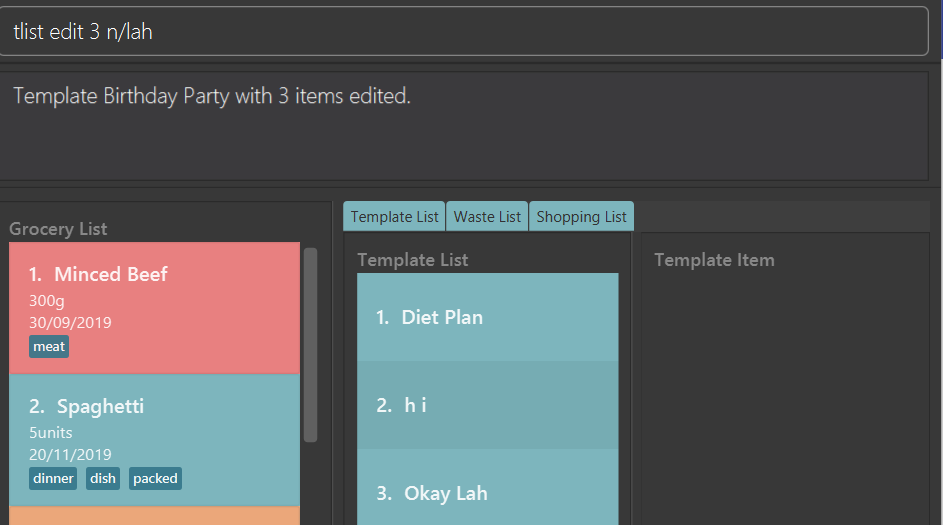 tlist edit 3 n/lah
Template Birthday Party with 3 items edited.
Grocery List
1. Minced Beef
300g
30/09/2019
meat
2. Spaghetti
5units
20/11/2019
dinner dish packed
Template List Waste List Shopping List
Template List
1. Diet Plan
2. h i
3. Okay Lah
Template Item